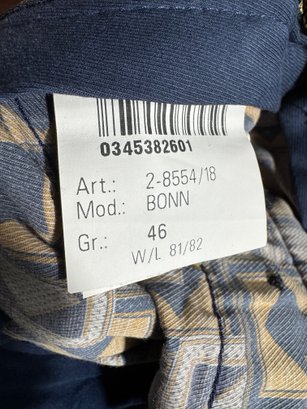 0345382601
Art.: 2-8554/18
Mod.: BONN
Gr.: 46
W/L 81/82